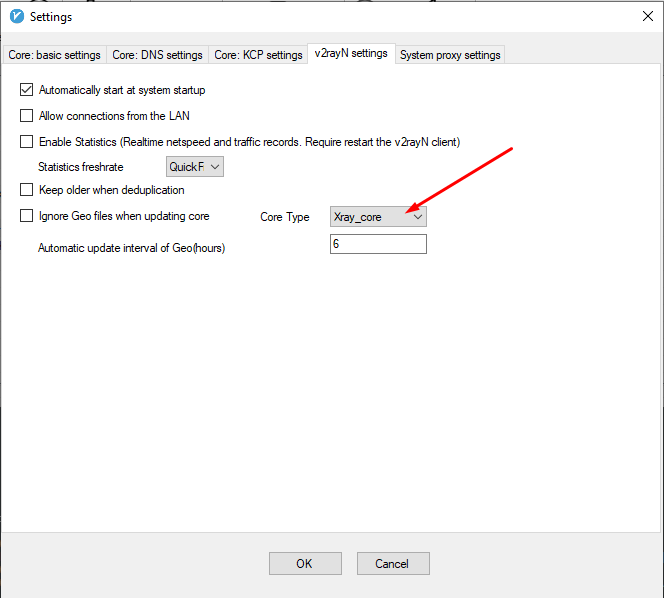 Settings
Core: basic settings Core: DNS settings Core: KCP settings v2rayN settings System proxy settings
Automatically start at system startup
Allow connections from the LAN
Enable Statistics (Realtime netspeed and traffic records. Require restart the v2rayN client)
Statistics freshrate QuickF
Keep older when deduplication
Ignore Geo files when updating core Core Type Xray_core
Automatic update interval of Geo(hours) 6
OK Cancel